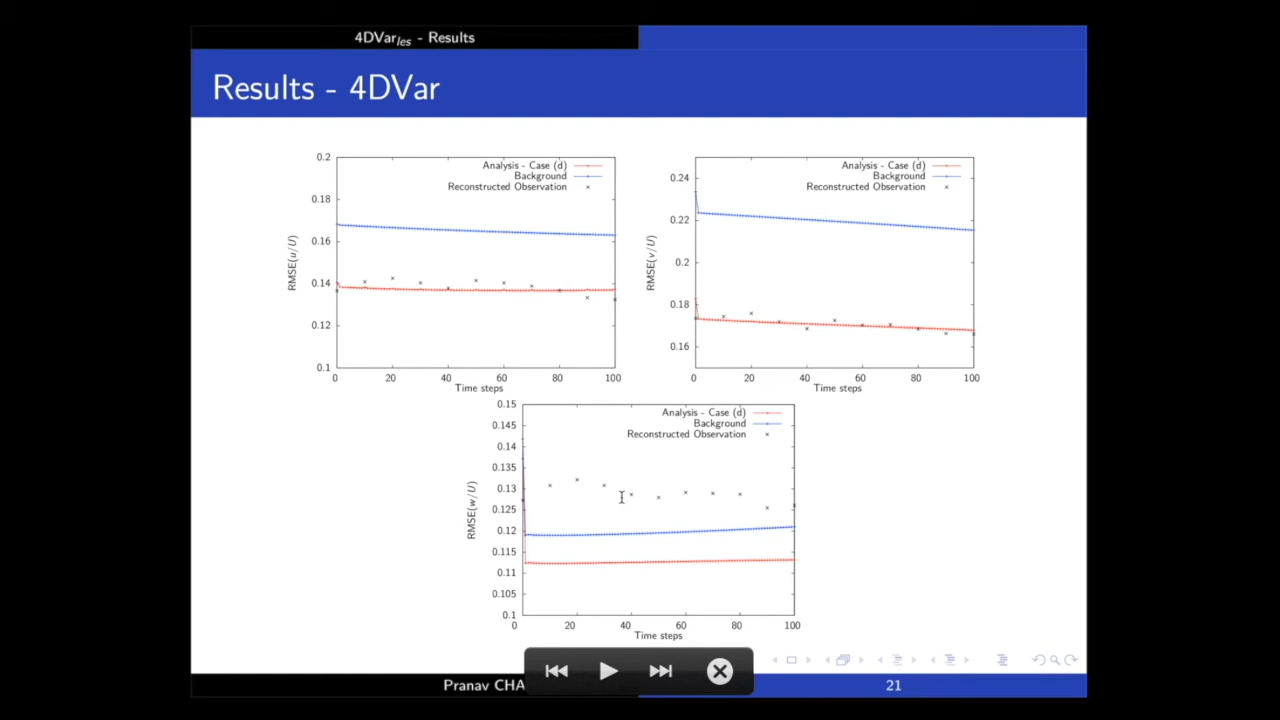 4DVarles - Results
Results - 4DVar
0.2
0.18
0.16
0.14
0.12
0.1
RMSE(u/U)
Analysis - Case (d)
Background
Reconstructed Observation
0 20 40 60 80 100
Time steps
0.24
0.22
0.2
0.18
0.16
RMSE(v/U)
Analysis - Case (d)
Background
Reconstructed Observation
0 20 40 60 80 100
Time steps
0.15
0.145
0.14
0.135
0.13
0.125
0.12
0.115
0.11
0.105
0.1
RMSE(w/U)
Analysis - Case (d)
Background
Reconstructed Observation
0 20 40 60 80 100
Time steps
Pranav CHA
21